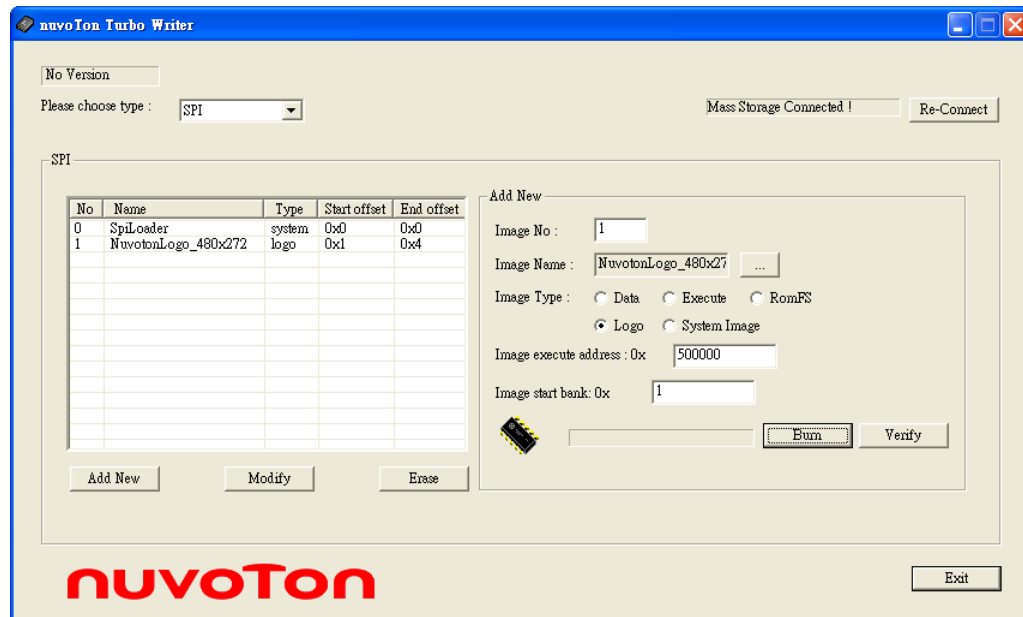 nuvoTon Turbo Writer
No Version
Please choose type : SPI
Mass Storage Connected ! Re-Connect
SPI
No Name Type Start offset End offset
0 SpiLoader system 0x0 0x0
1 NuvotonLogo_480x272 logo 0x1 0x4
Add New Modify Erase
Add New
Image No : 1
Image Name : NuvotonLogo_480x27 ...
Image Type : Data Execute RomFS
Logo System Image
Image execute address : 0x 500000
Image start bank: 0x 1
Burn Verify
nuvoTon
Exit